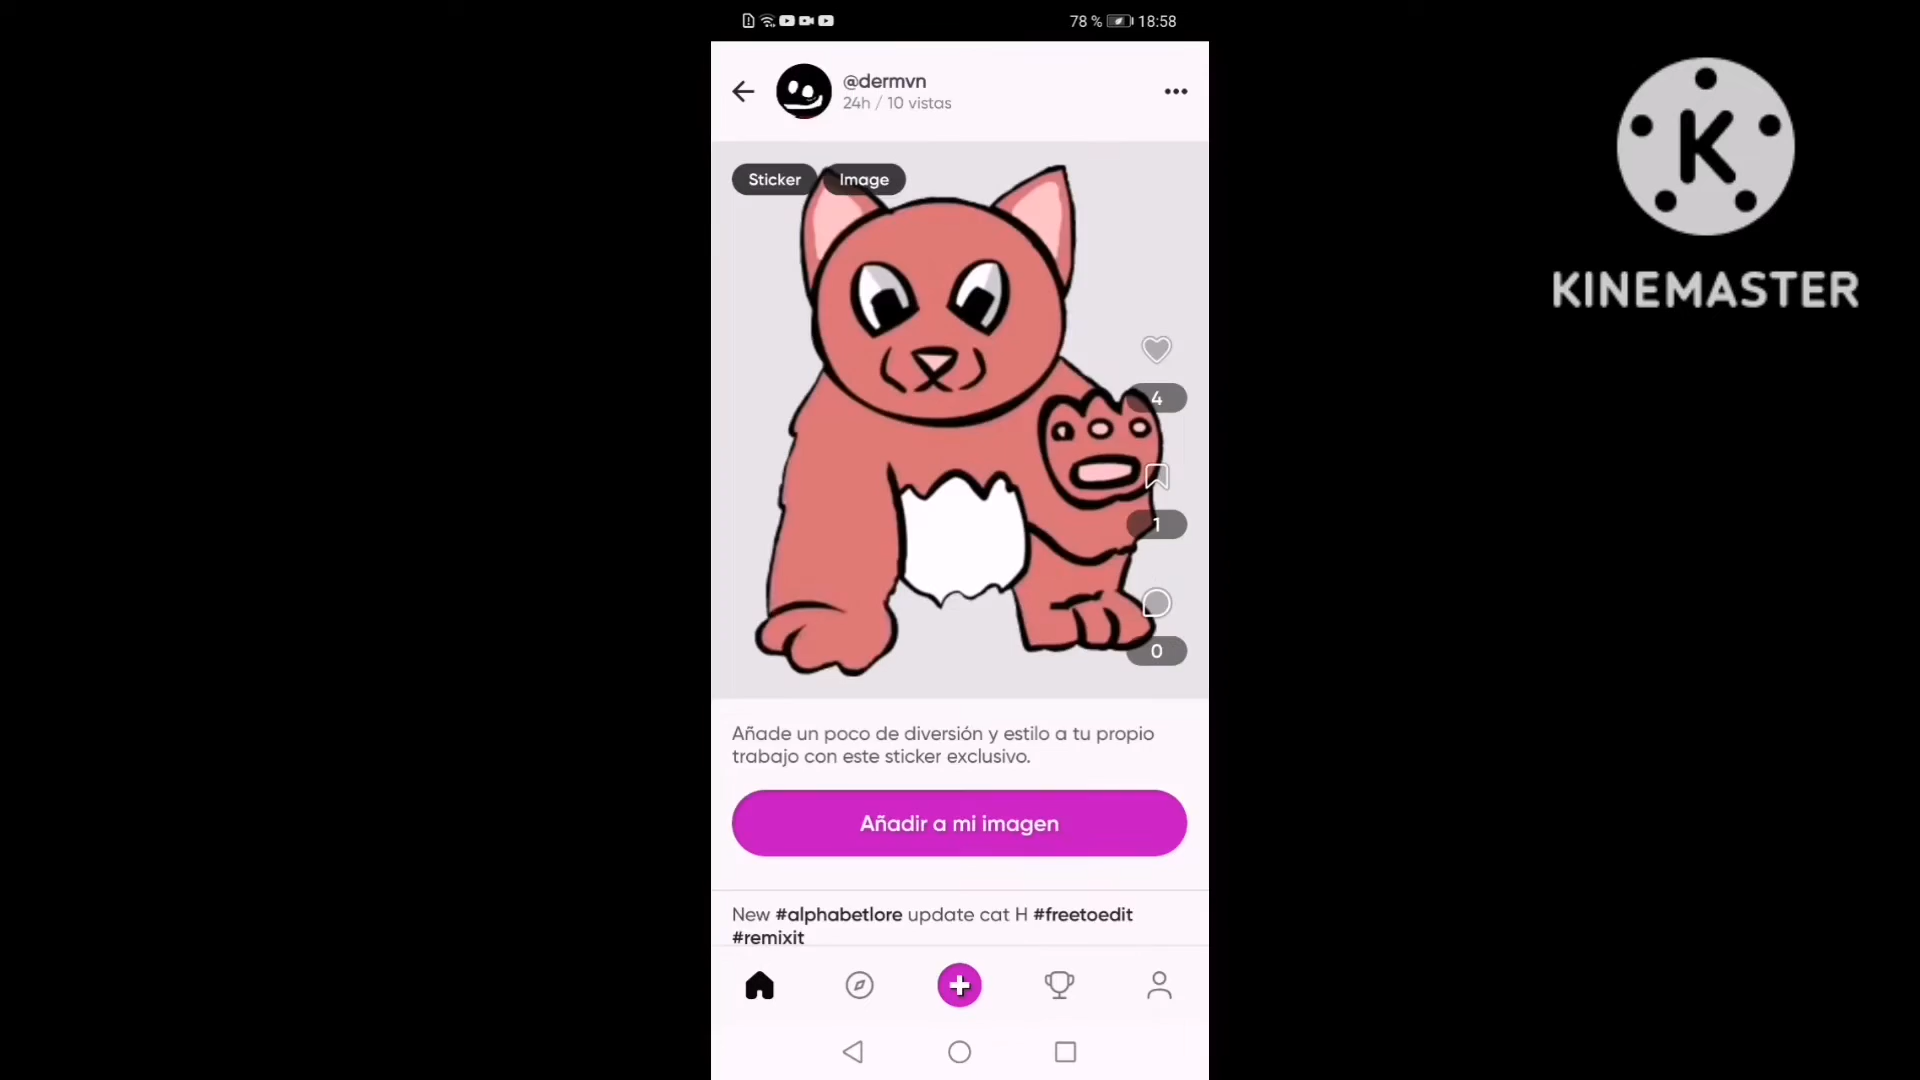 78 % 18:58
@dermvn
24h / 10 vistas
Sticker Image
4
1
0
Añade un poco de diversión y estilo a tu propio
trabajo con este sticker exclusivo.
Añadir a mi imagen
New #alphabetlore update cat H #freetoedit
#remixit
K
KINEMASTER